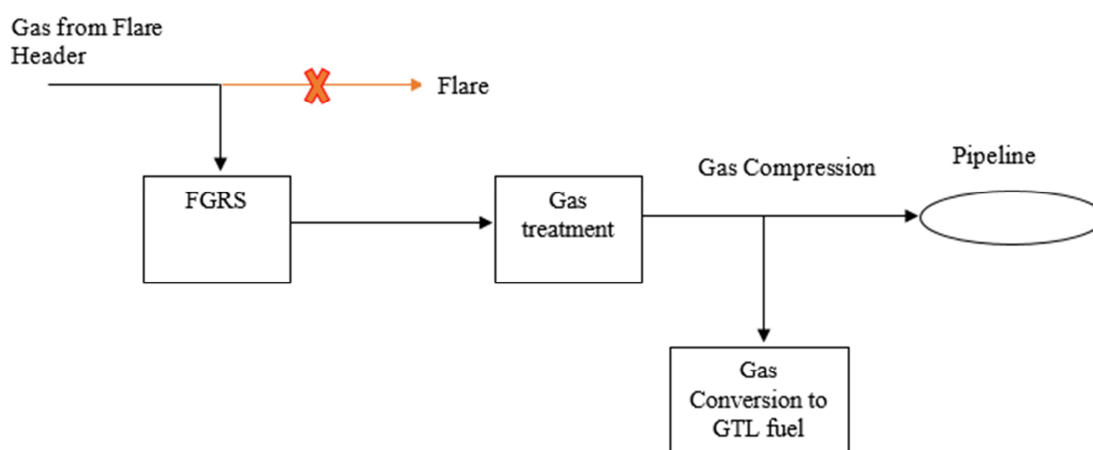 Gas from Flare
Header
Flare
Gas Compression
Pipeline
FGRS
Gas
treatment
Gas
Conversion to
GTL fuel